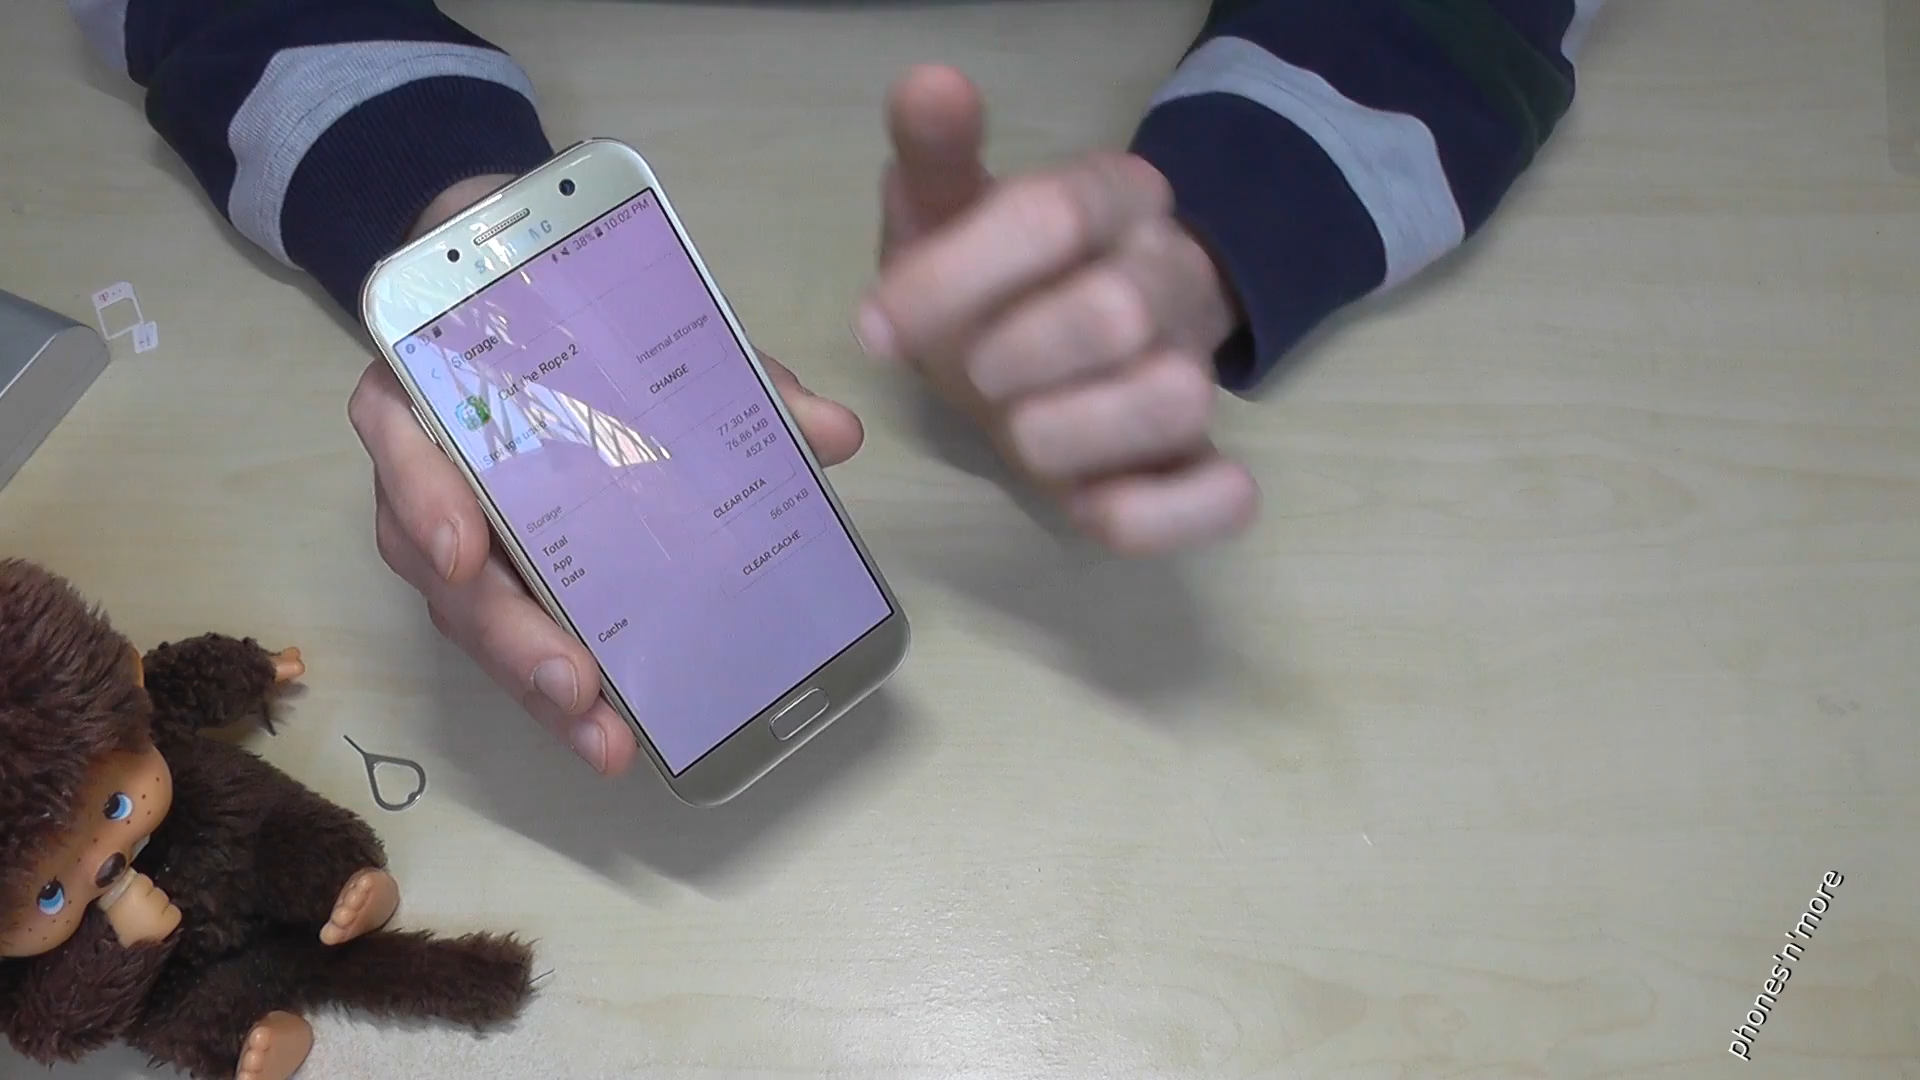 38% 10:02 PM
Storage
Cut the Rope 2
Storage used
Internal storage
CHANGE
Storage
Total 77.30 MB
App 76.86 MB
Data 452 KB
CLEAR DATA
Cache 56.00 KB
CLEAR CACHE
phones'n'more